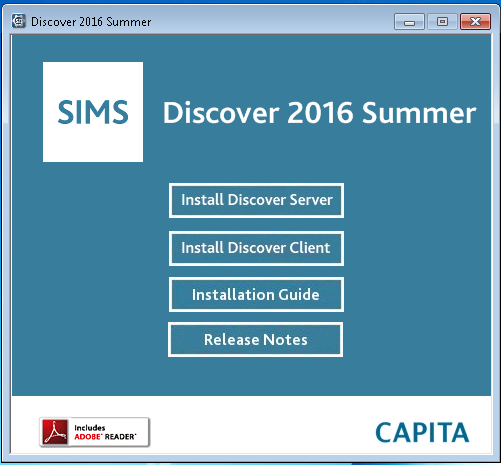 Discover 2016 Summer
SIMS
Discover 2016 Summer
Install Discover Server
Install Discover Client
Installation Guide
Release Notes
Includes
ADOBE® READER®
CAPITA